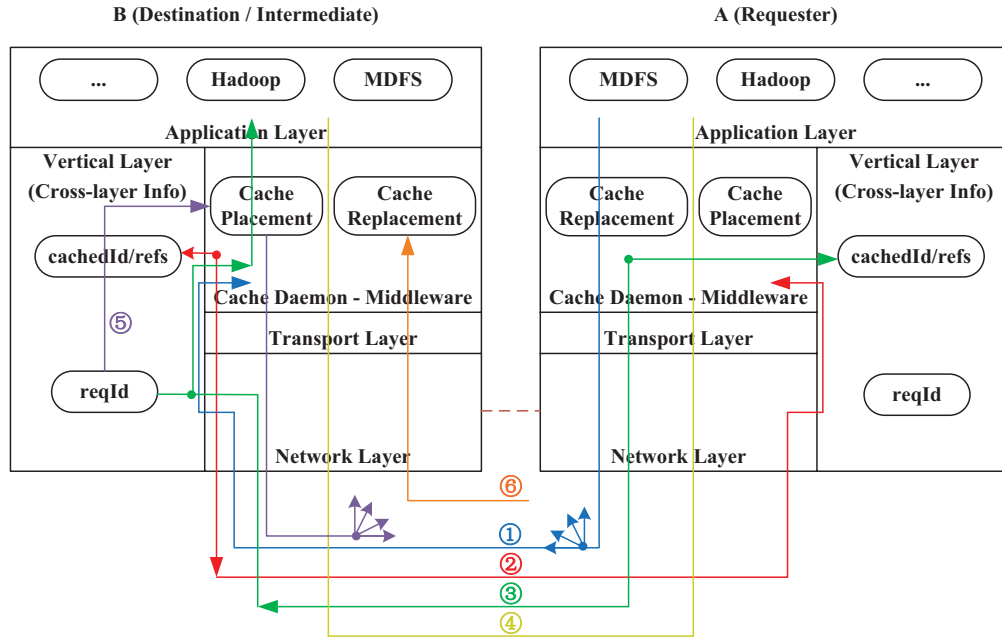 B (Destination / Intermediate)
A (Requester)
...
Hadoop
MDFS
Application Layer
Vertical Layer
(Cross-layer Info)
Cache
Placement
Cache
Replacement
cachedId/refs
Cache Daemon - Middleware
⑤
Transport Layer
reqId
Network Layer
MDFS
Hadoop
...
Application Layer
Cache
Replacement
Cache
Placement
Vertical Layer
(Cross-layer Info)
cachedId/refs
Cache Daemon - Middleware
Transport Layer
reqId
Network Layer
⑥
①
②
③
④